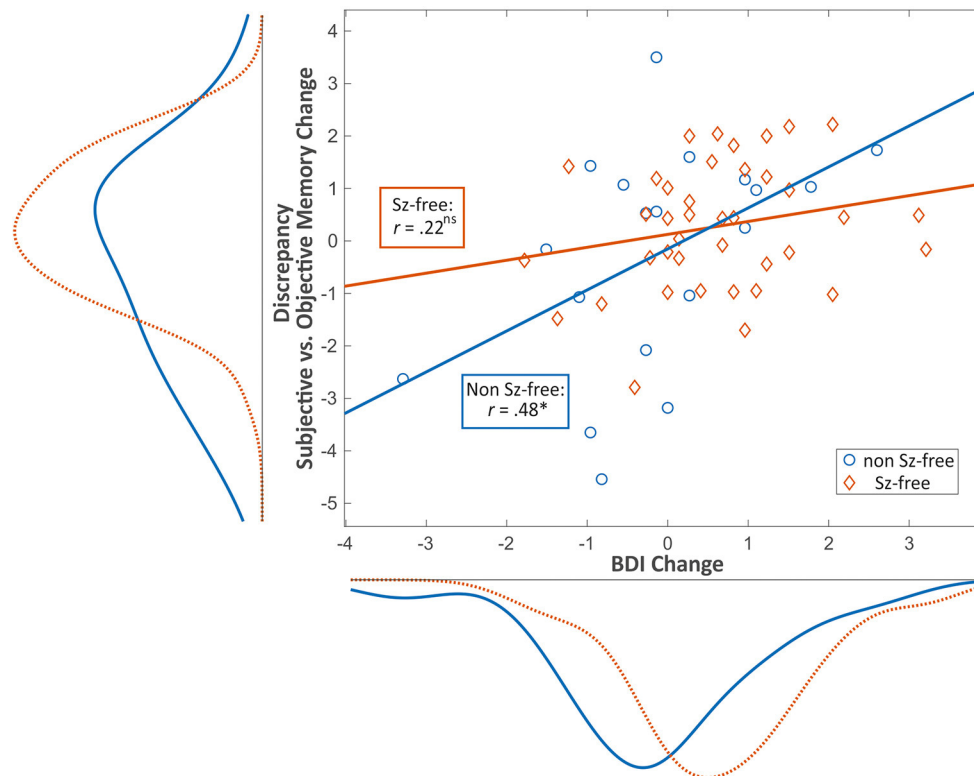 Discrepancy
Subjective vs. Objective Memory Change
4
3
2
1
0
-1
-2
-3
-4
-5
Sz-free:
r = .22ns
Non Sz-free:
r = .48*
non Sz-free
Sz-free
-4
-3
-2
-1
0
1
2
3
BDI Change